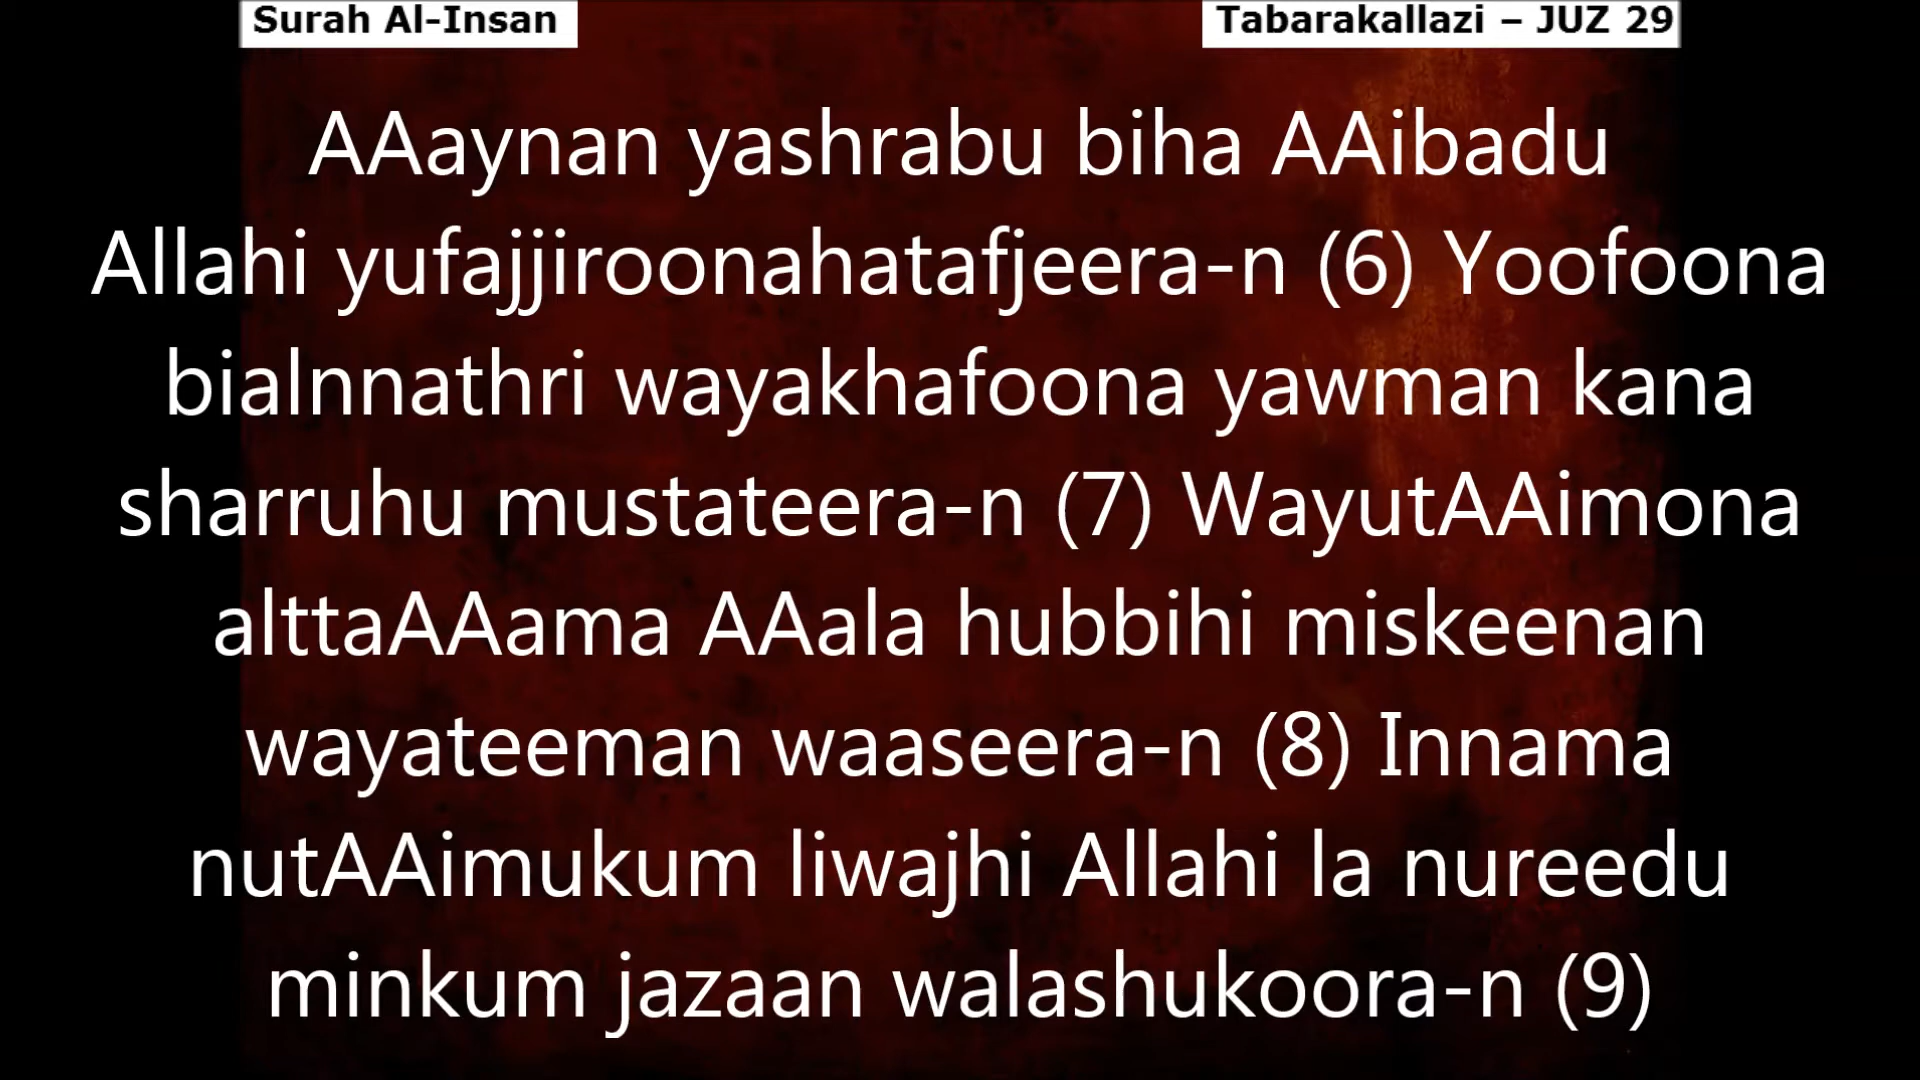 Surah Al-Insan
Tabarakallazi – JUZ 29
AAaynan yashrabu biha AAibadu
Allahi yufajjiroonahatafjeera-n (6) Yoofoona
bialnnathri wayakhafoona yawman kana
sharruhu mustateera-n (7) WayutAAimona
alttaAAama AAala hubbihi miskeenan
wayateeman waaseera-n (8) Innama
nutAAimukum liwajhi Allahi la nureedu
minkum jazaan walashukoora-n (9)